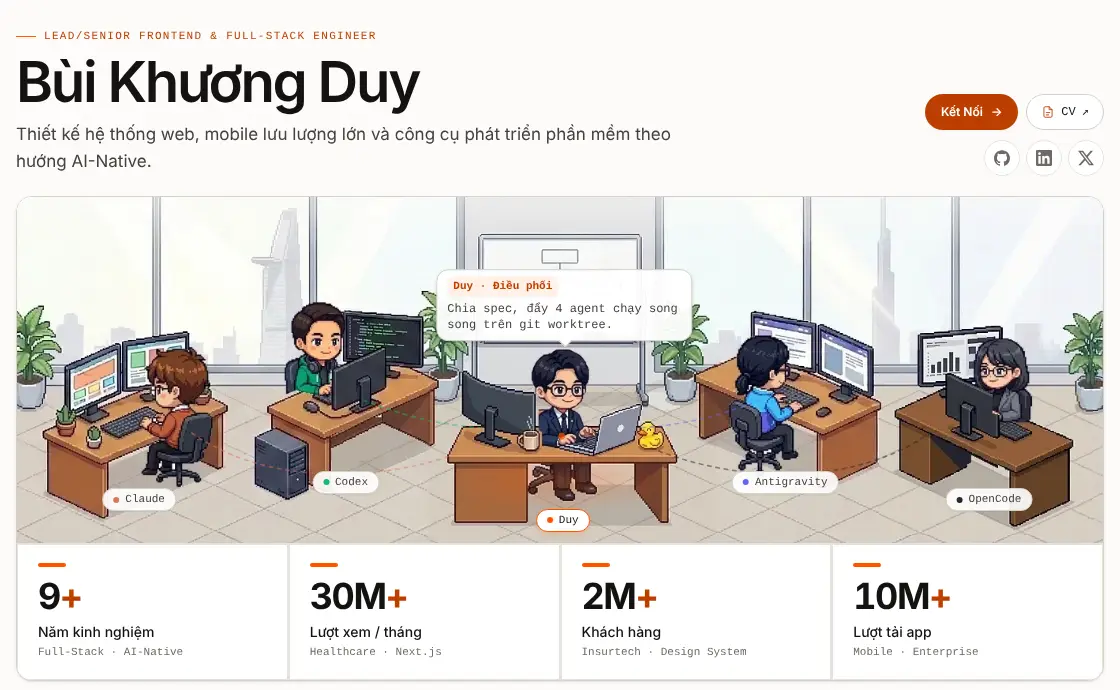 LEAD/SENIOR FRONTEND & FULL-STACK ENGINEER
Bùi Khương Duy
Thiết kế hệ thống web, mobile lưu lượng lớn và công cụ phát triển phần mềm theo
hướng AI-Native.
Kết Nối →
CV ↗
Duy · Điều phối
Chia spec, đẩy 4 agent chạy song
song trên git worktree.
Claude
Codex
Duy
Antigravity
OpenCode
9+
Năm kinh nghiệm
Full-Stack · AI-Native
30M+
Lượt xem / tháng
Healthcare · Next.js
2M+
Khách hàng
Insurtech · Design System
10M+
Lượt tải app
Mobile · Enterprise